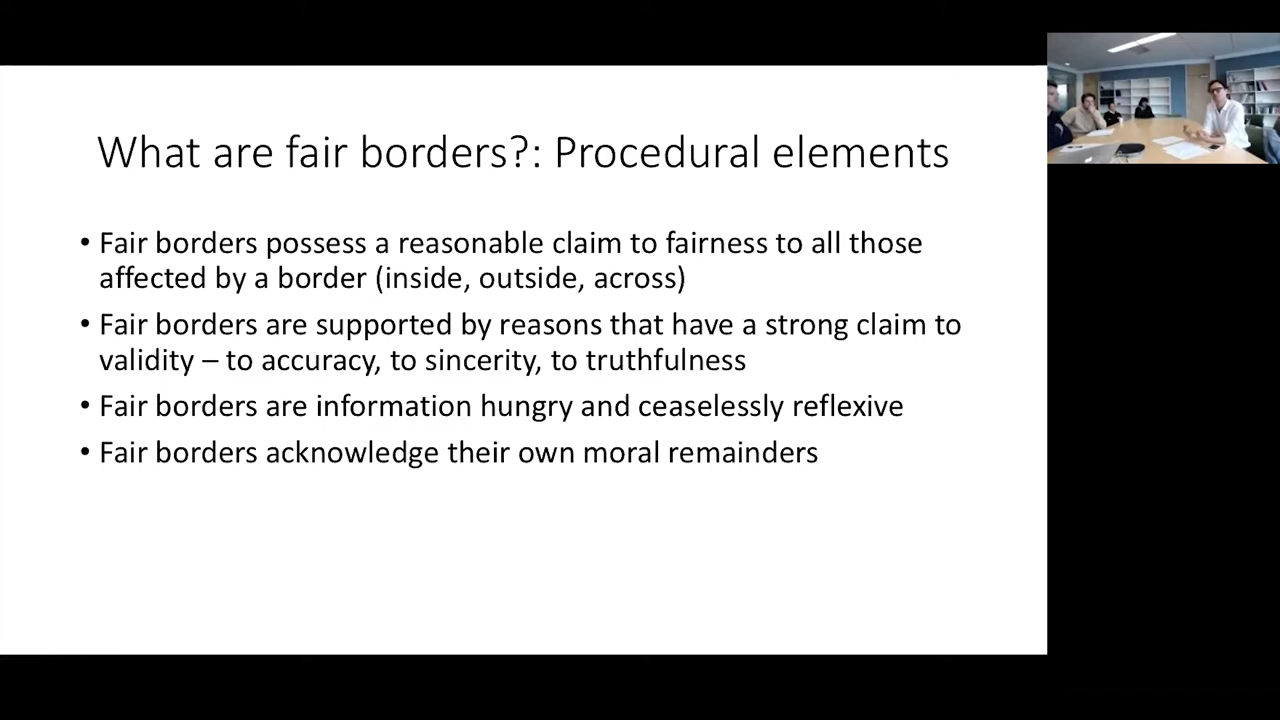 What are fair borders?: Procedural elements
• Fair borders possess a reasonable claim to fairness to all those
affected by a border (inside, outside, across)
• Fair borders are supported by reasons that have a strong claim to
validity – to accuracy, to sincerity, to truthfulness
• Fair borders are information hungry and ceaselessly reflexive
• Fair borders acknowledge their own moral remainders